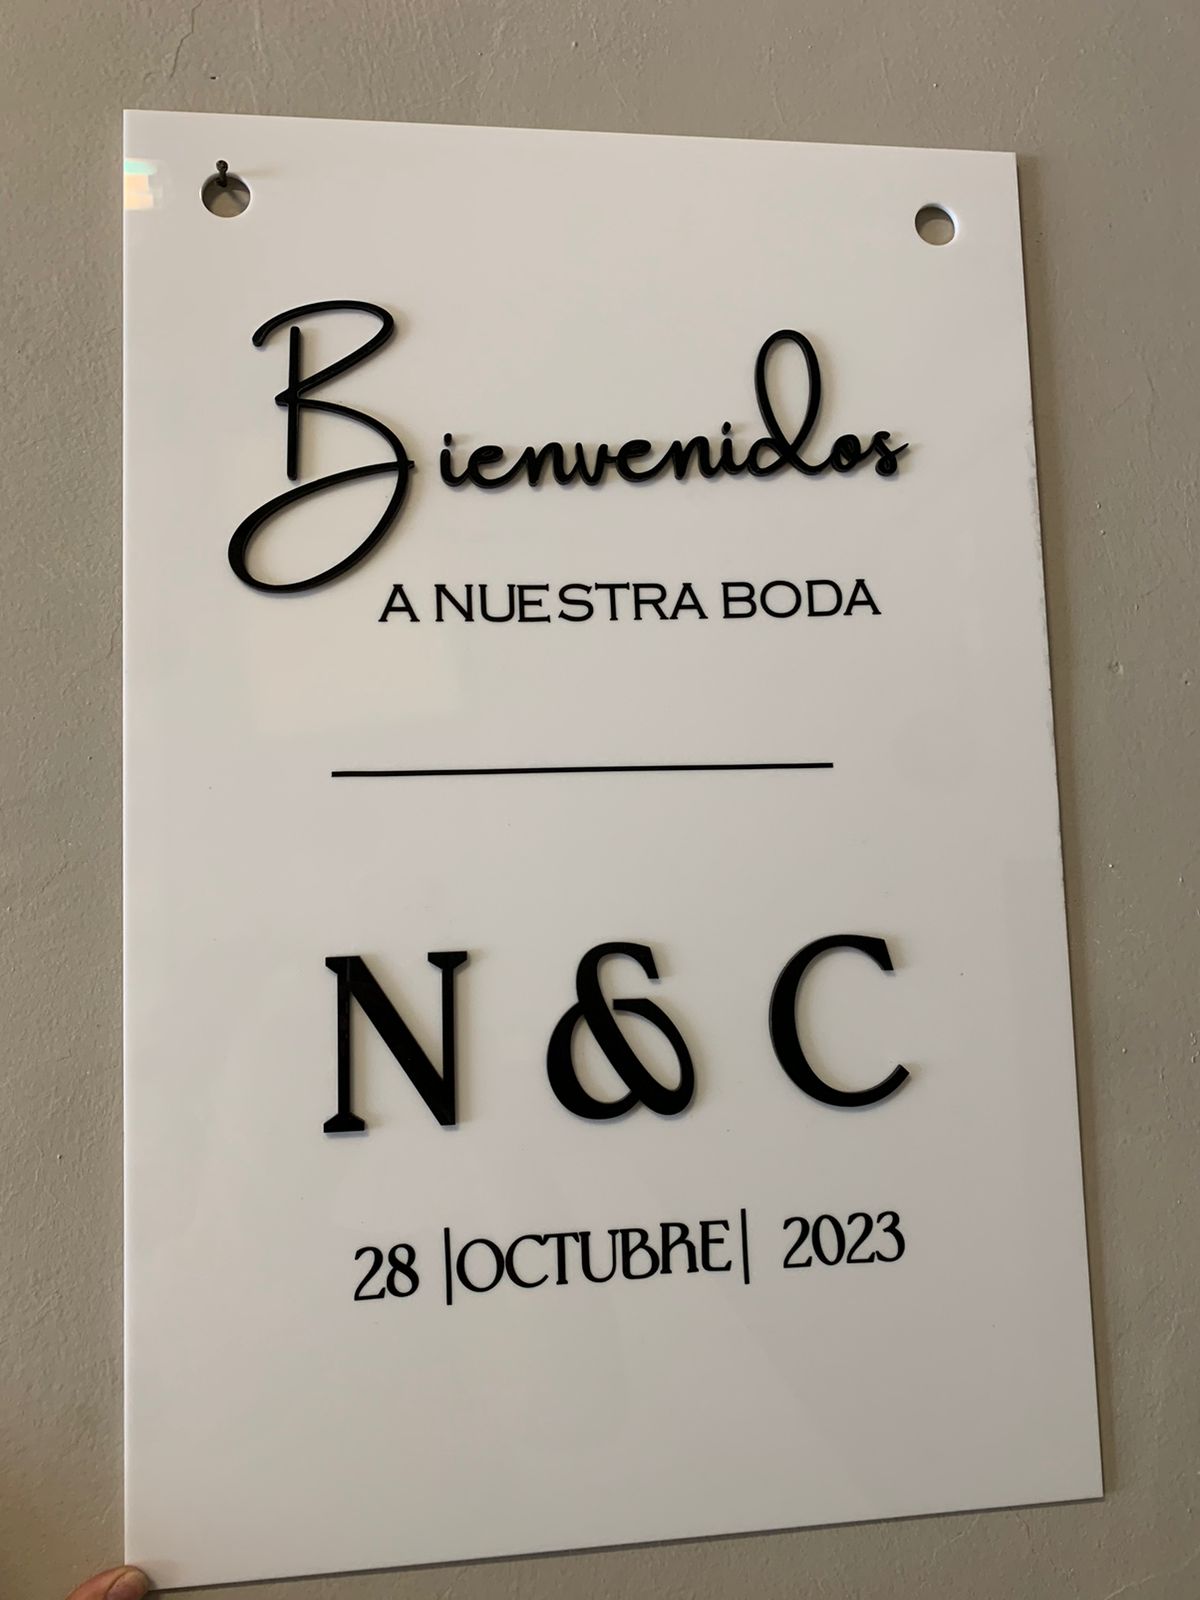 Bienvenidos
A NUESTRA BODA
N & C
28 |OCTUBRE| 2023